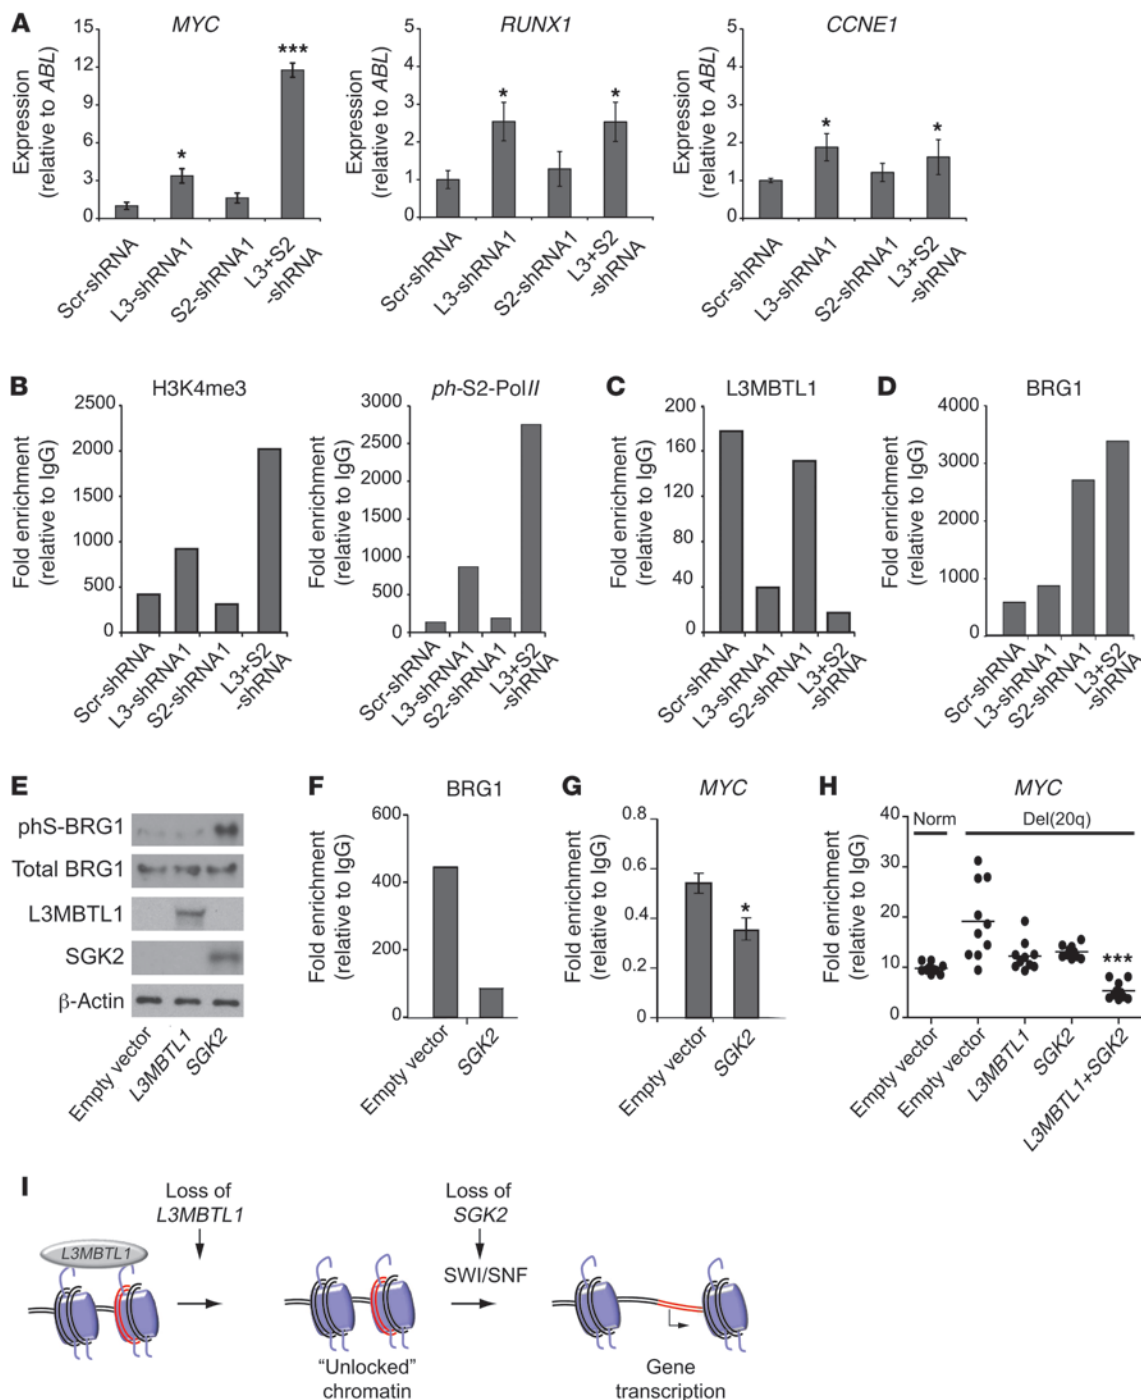 A
MYC
Expression
(relative to ABL)
15
12
9
6
3
0
*
***
Scr-shRNA
L3-shRNA1
S2-shRNA1
L3+S2
-shRNA
RUNX1
Expression
(relative to ABL)
5
4
3
2
1
0
*
*
Scr-shRNA
L3-shRNA1
S2-shRNA1
L3+S2
-shRNA
CCNE1
Expression
(relative to ABL)
5
4
3
2
1
0
*
*
Scr-shRNA
L3-shRNA1
S2-shRNA1
L3+S2
-shRNA
B
H3K4me3
Fold enrichment
(relative to IgG)
2500
2000
1500
1000
500
0
Scr-shRNA
L3-shRNA1
S2-shRNA1
L3+S2
-shRNA
ph-S2-PolII
Fold enrichment
(relative to IgG)
3000
2500
2000
1500
1000
500
0
Scr-shRNA
L3-shRNA1
S2-shRNA1
L3+S2
-shRNA
C
L3MBTL1
Fold enrichment
(relative to IgG)
180
160
120
80
40
0
Scr-shRNA
L3-shRNA1
S2-shRNA1
L3+S2
-shRNA
D
BRG1
Fold enrichment
(relative to IgG)
4000
3000
2000
1000
0
Scr-shRNA
L3-shRNA1
S2-shRNA1
L3+S2
-shRNA
E
phS-BRG1
Total BRG1
L3MBTL1
SGK2
β-Actin
Empty vector
L3MBTL1
SGK2
F
BRG1
Fold enrichment
(relative to IgG)
600
400
200
0
Empty vector
SGK2
G
MYC
Fold enrichment
(relative to IgG)
0.8
0.6
0.4
0.2
0
*
Empty vector
SGK2
H
MYC
Norm
Del(20q)
Fold enrichment
(relative to IgG)
40
30
20
10
0
***
Empty vector
Empty vector
L3MBTL1
SGK2
L3MBTL1+SGK2
I
L3MBTL1
Loss of
L3MBTL1
"Unlocked"
chromatin
Loss of
SGK2
SWI/SNF
Gene
transcription